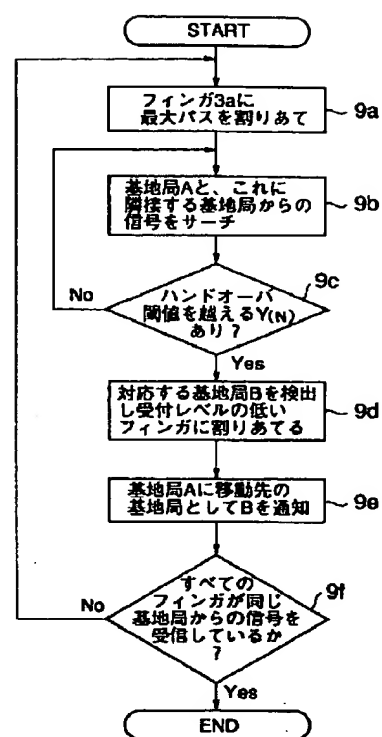 START
フィンガ3aに
最大パスを割りあて
9a
基地局Aと、これに
隣接する基地局からの
信号をサーチ
9b
9c
No
ハンドオーバ
閾値を越えるY(N)
あり?
Yes
対応する基地局Bを検出
し受付レベルの低い
フィンガに割りあてる
9d
基地局Aに移動先の
基地局としてBを通知
9e
9f
No
すべての
フィンガが同じ
基地局からの信号を
受信しているか
?
Yes
END